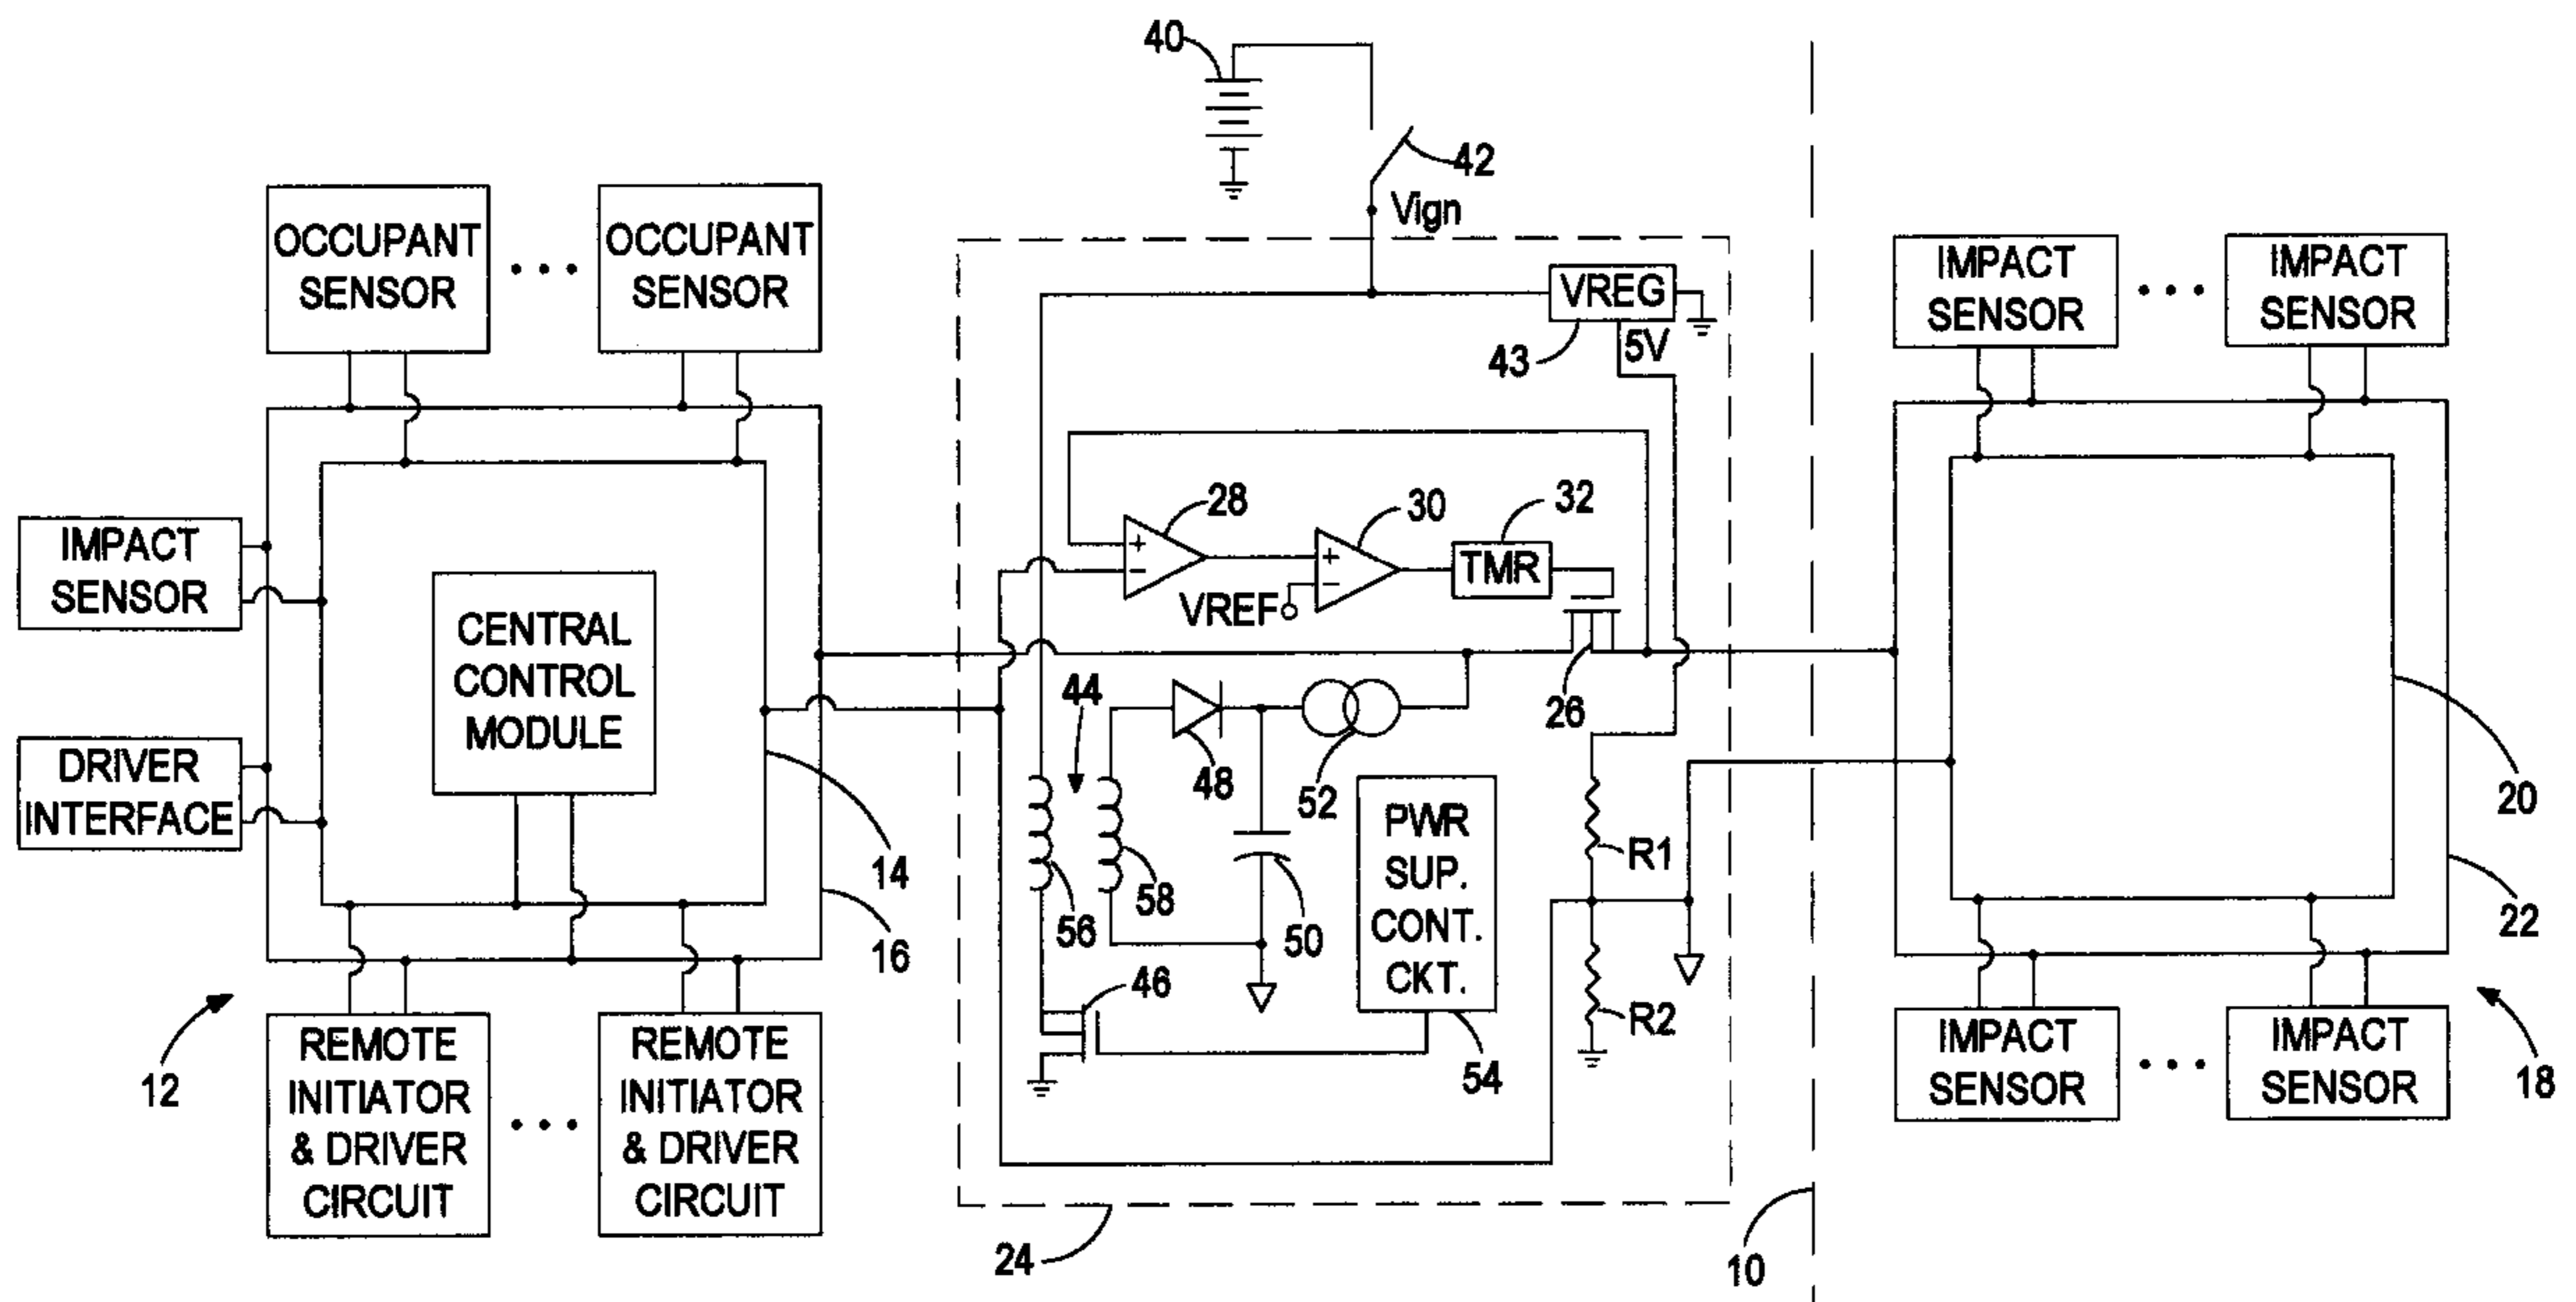 40
42
Vign
OCCUPANT
SENSOR
OCCUPANT
SENSOR
VREG
5V
43
IMPACT
SENSOR
IMPACT
SENSOR
28
30
32
+
−
+
−
TMR
VREF
IMPACT
SENSOR
CENTRAL
CONTROL
MODULE
DRIVER
INTERFACE
44
48
52
26
56
58
50
PWR
SUP.
CONT.
CKT.
R1
R2
46
54
14
16
20
22
12
REMOTE
INITIATOR
& DRIVER
CIRCUIT
REMOTE
INITIATOR
& DRIVER
CIRCUIT
24
10
IMPACT
SENSOR
IMPACT
SENSOR
18